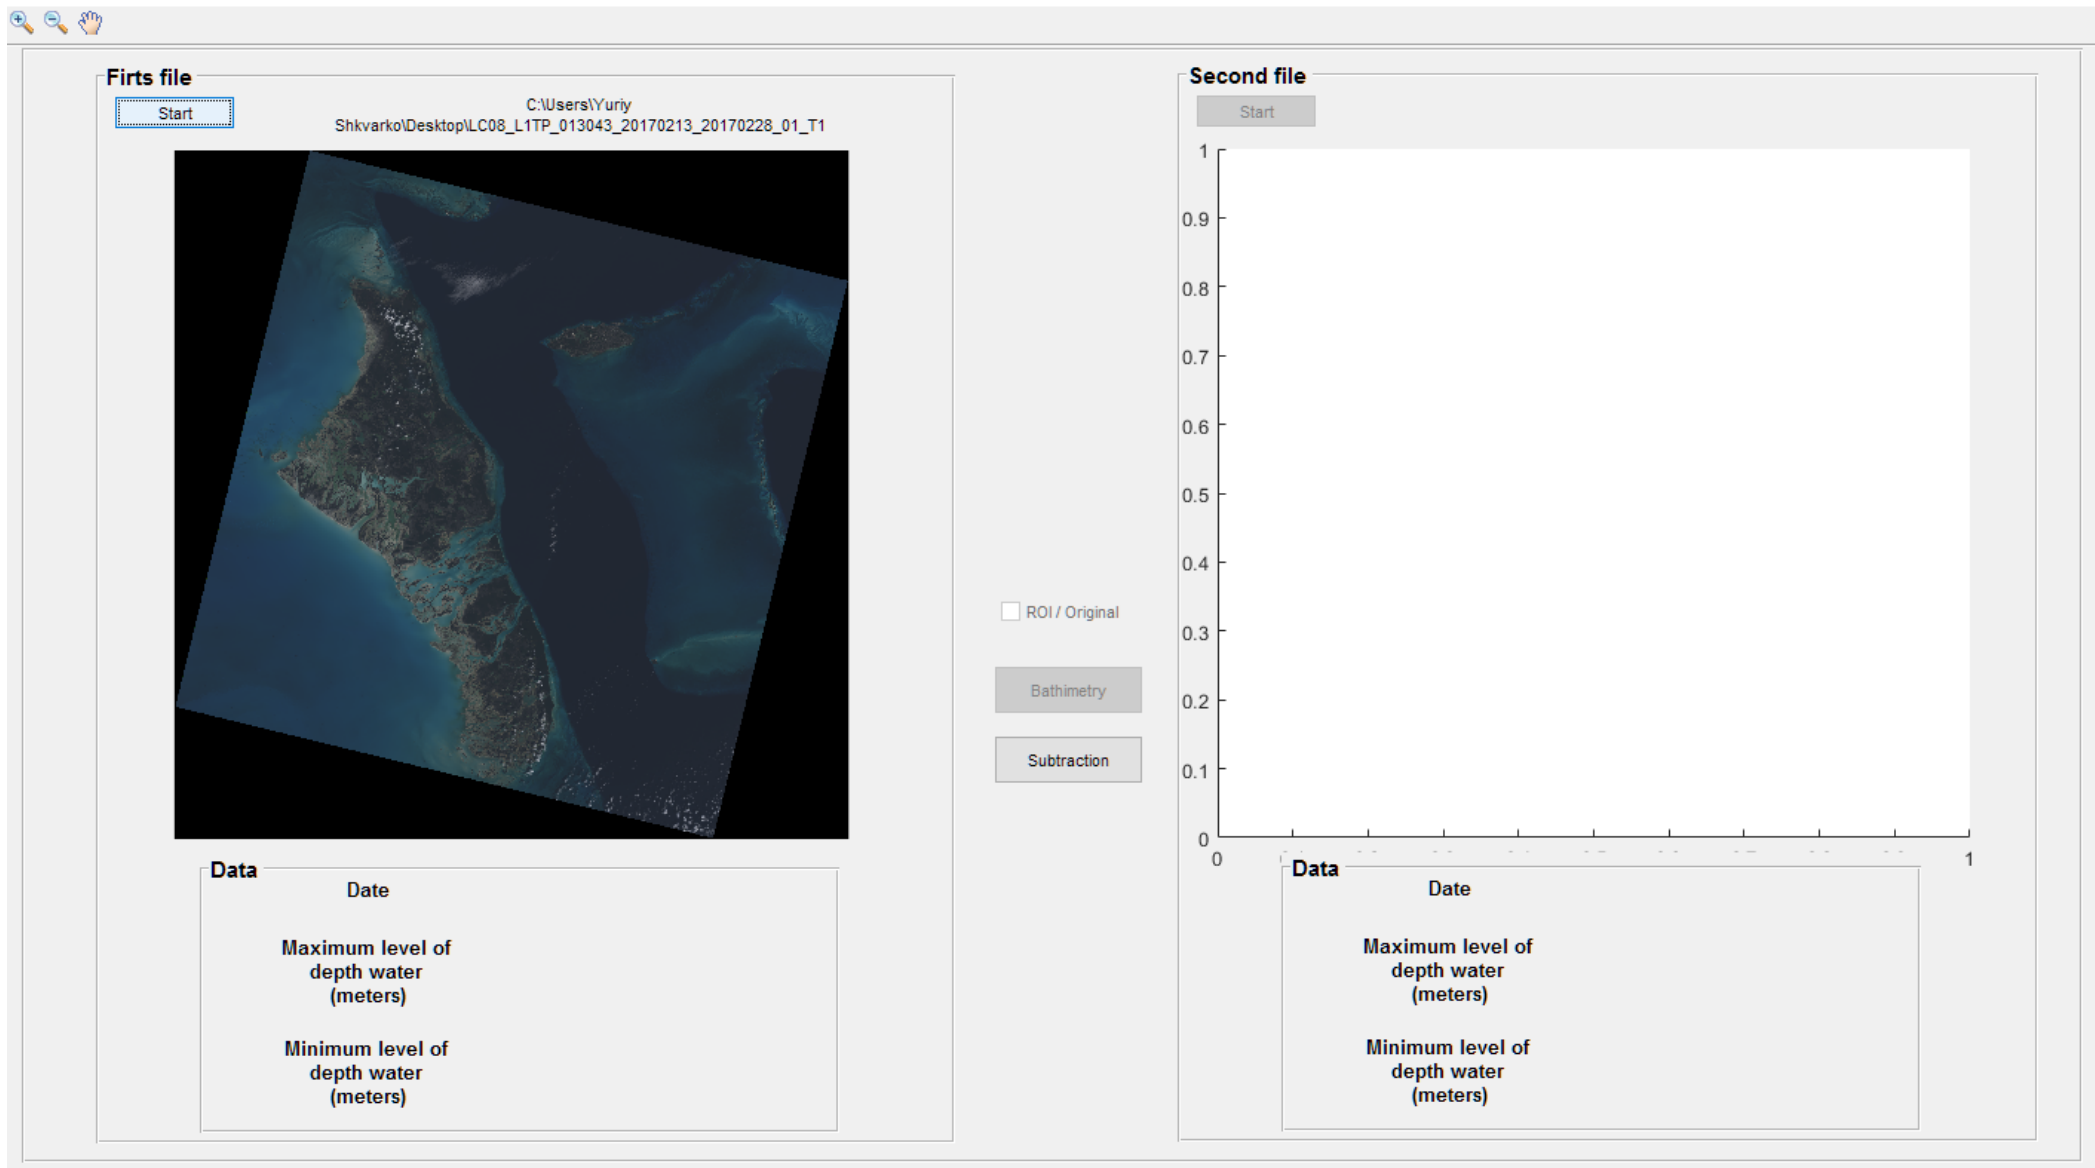 Firts file
Start
C:\Users\Yuriy
Shkvarko\Desktop\LC08_L1TP_013043_20170213_20170228_01_T1
Data
Date
Maximum level of
depth water
(meters)
Minimum level of
depth water
(meters)
ROI / Original
Bathimetry
Subtraction
Second file
Start
1
0.9
0.8
0.7
0.6
0.5
0.4
0.3
0.2
0.1
0
0 1
Data
Date
Maximum level of
depth water
(meters)
Minimum level of
depth water
(meters)